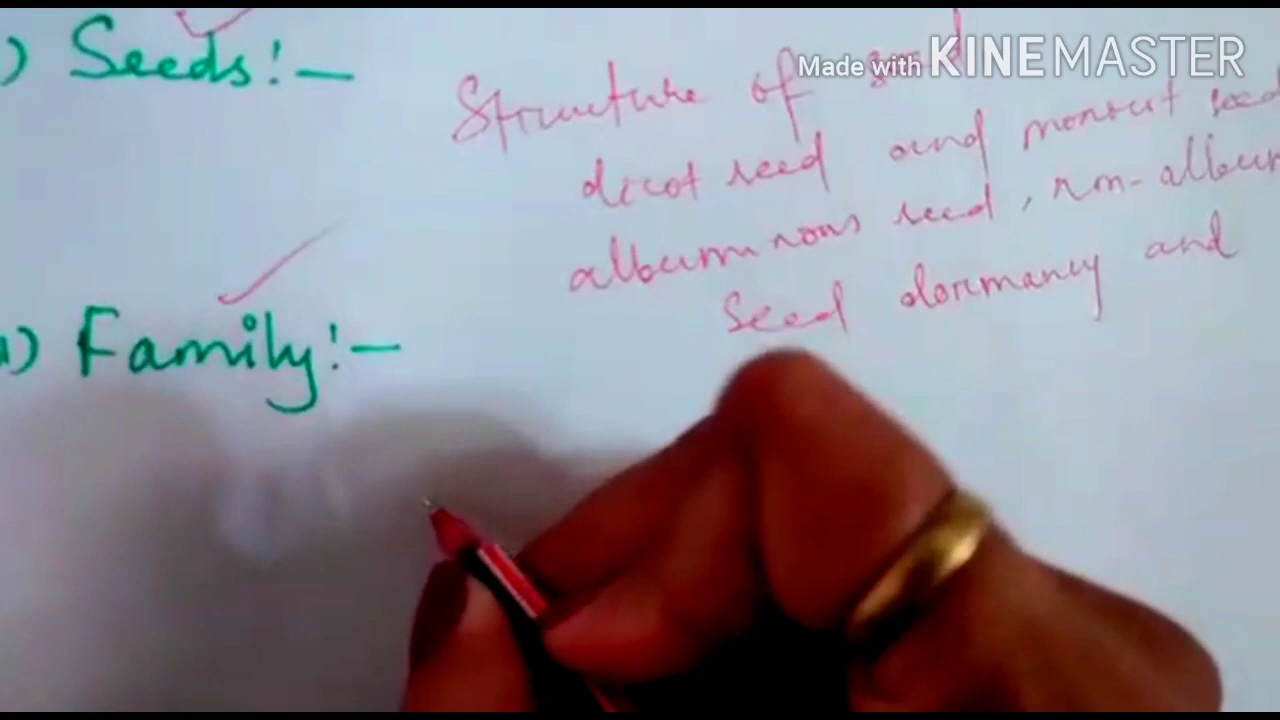 Made with KINEMASTER
) Seeds:-
Structure of seed
dicot seed and monocot seed
albuminous seed, non-album
Seed dormancy and
) Family:-